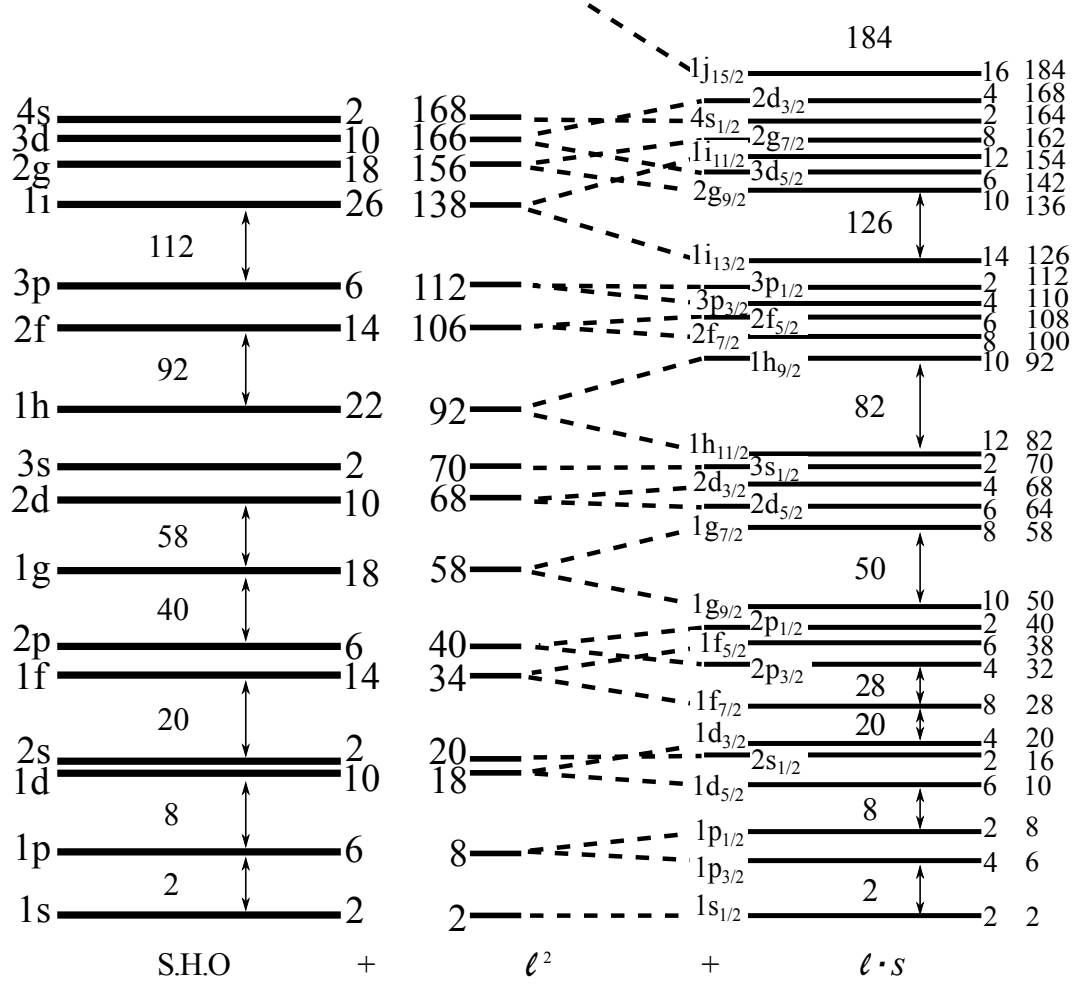 184
1j15/2 16 184
4s 2 168 2d3/2 4 168
3d 10 166 4s1/2 2 164
2g 18 156 2g7/2 8 162
1i11/2 12 154
3d5/2 6 142
1i 26 138 2g9/2 10 136
112 126
1i13/2 14 126
3p 6 112 3p1/2 2 112
3p3/2 4 110
2f 14 106 2f5/2 6 108
2f7/2 8 100
92 1h9/2 10 92
1h 22 92 82
1h11/2 12 82
3s 2 70 3s1/2 2 70
2d3/2 4 68
2d 10 68 2d5/2 6 64
58 1g7/2 8 58
1g 18 58 50
40 1g9/2 10 50
2p1/2 2 40
2p 6 40 1f5/2 6 38
2p3/2 4 32
1f 14 34 28
1f7/2 8 28
20 20
1d3/2 4 20
2s 2 20 2s1/2 2 16
1d 10 18 1d5/2 6 10
8 8
1p1/2 2 8
1p 6 8 1p3/2 4 6
2 2
1s 2 2 1s1/2 2 2
S.H.O + ℓ² + ℓ · s